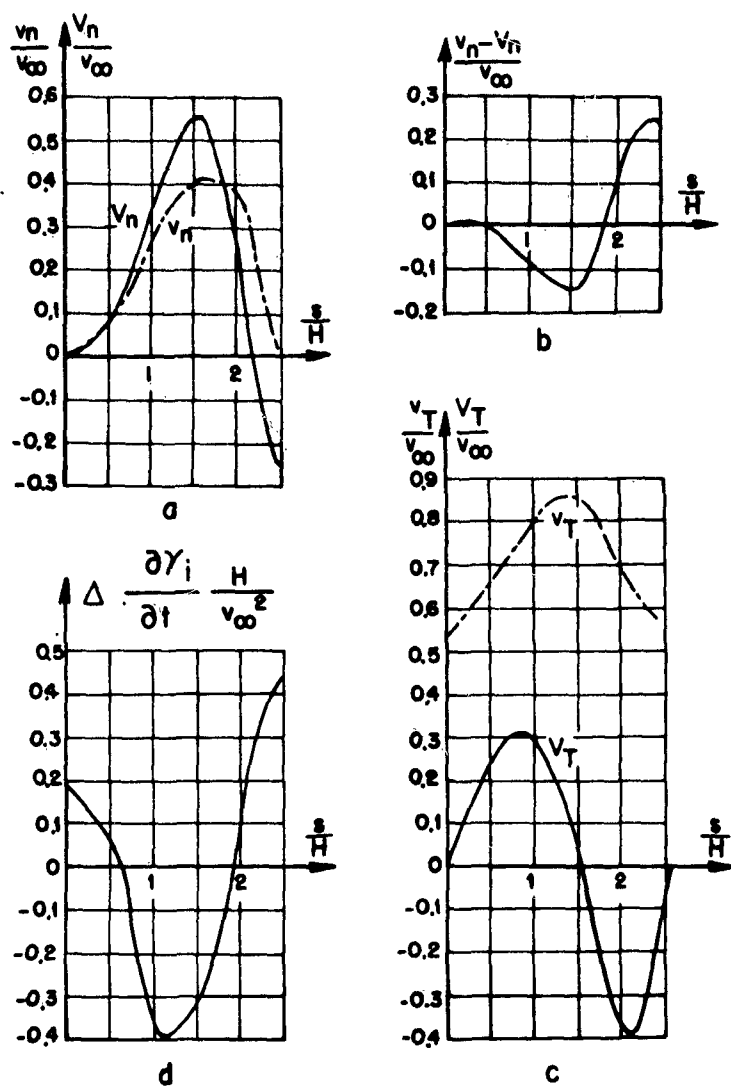 vn/v∞ Vn/v∞
0,6
0,5
0,4
0,3
0,2
0,1
0
-0,1
-0,2
-0,3
Vn
vn
1 2
s/H
a
vn-Vn/v∞
0,3
0,2
0,1
0
-0,1
-0,2
1 2
s/H
b
Δ ∂γi/∂t H/v∞²
0,5
0,4
0,3
0,2
0,1
0
-0,1
-0,2
-0,3
-0,4
1 2
s/H
d
vT/v∞ VT/v∞
0,9
0,8
0,7
0,6
0,5
0,4
0,3
0,2
0,1
0
-0,1
-0,2
-0,3
-0,4
vT
VT
1 2
s/H
c